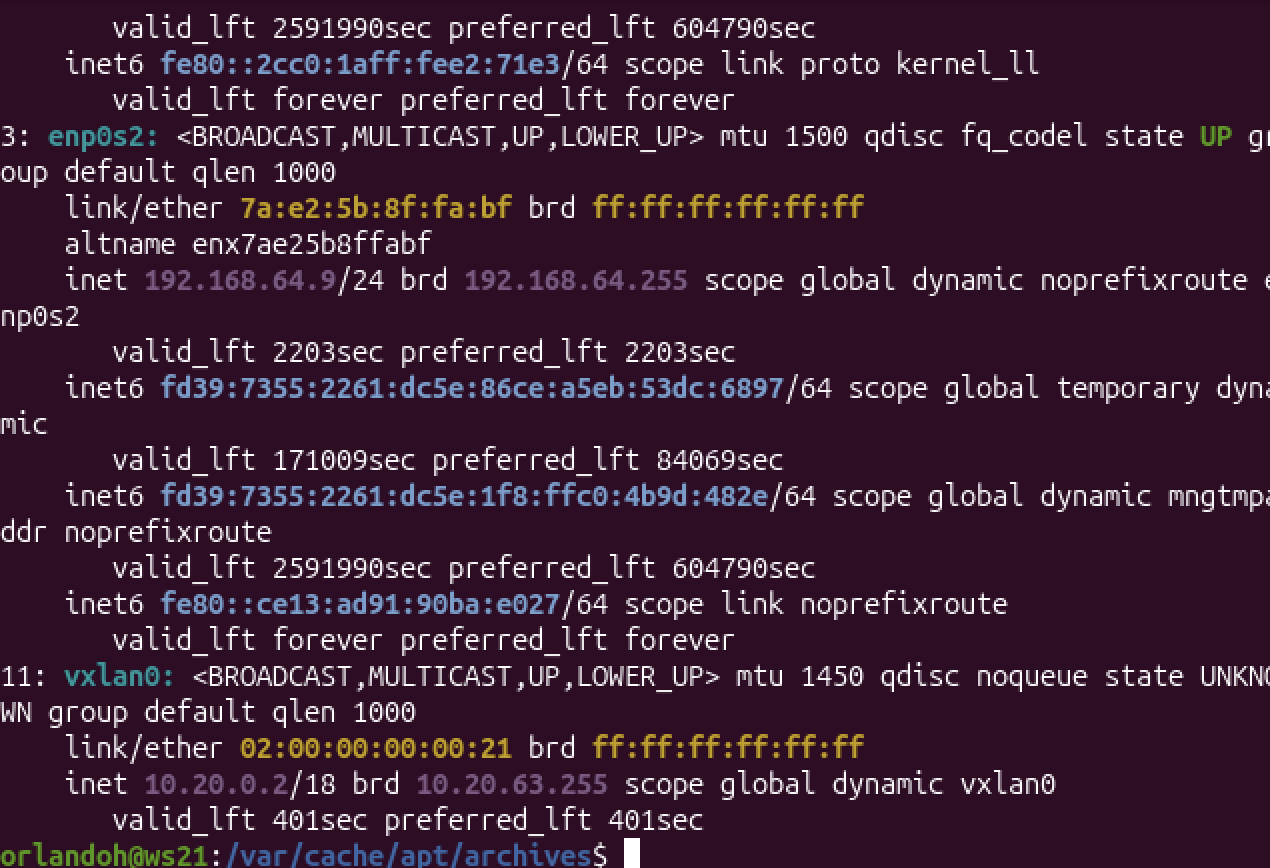 valid_lft 2591990sec preferred_lft 604790sec
inet6 fe80::2cc0:1aff:fee2:71e3/64 scope link proto kernel_ll
valid_lft forever preferred_lft forever
3: enp0s2: <BROADCAST,MULTICAST,UP,LOWER_UP> mtu 1500 qdisc fq_codel state UP gr
oup default qlen 1000
link/ether 7a:e2:5b:8f:fa:bf brd ff:ff:ff:ff:ff:ff
altname enx7ae25b8ffabf
inet 192.168.64.9/24 brd 192.168.64.255 scope global dynamic noprefixroute e
np0s2
valid_lft 2203sec preferred_lft 2203sec
inet6 fd39:7355:2261:dc5e:86ce:a5eb:53dc:6897/64 scope global temporary dyna
mic
valid_lft 171009sec preferred_lft 84069sec
inet6 fd39:7355:2261:dc5e:1f8:ffc0:4b9d:482e/64 scope global dynamic mngtmpa
ddr noprefixroute
valid_lft 2591990sec preferred_lft 604790sec
inet6 fe80::ce13:ad91:90ba:e027/64 scope link noprefixroute
valid_lft forever preferred_lft forever
11: vxlan0: <BROADCAST,MULTICAST,UP,LOWER_UP> mtu 1450 qdisc noqueue state UNKNO
WN group default qlen 1000
link/ether 02:00:00:00:00:21 brd ff:ff:ff:ff:ff:ff
inet 10.20.0.2/18 brd 10.20.63.255 scope global dynamic vxlan0
valid_lft 401sec preferred_lft 401sec
orlandoh@ws21:/var/cache/apt/archives$